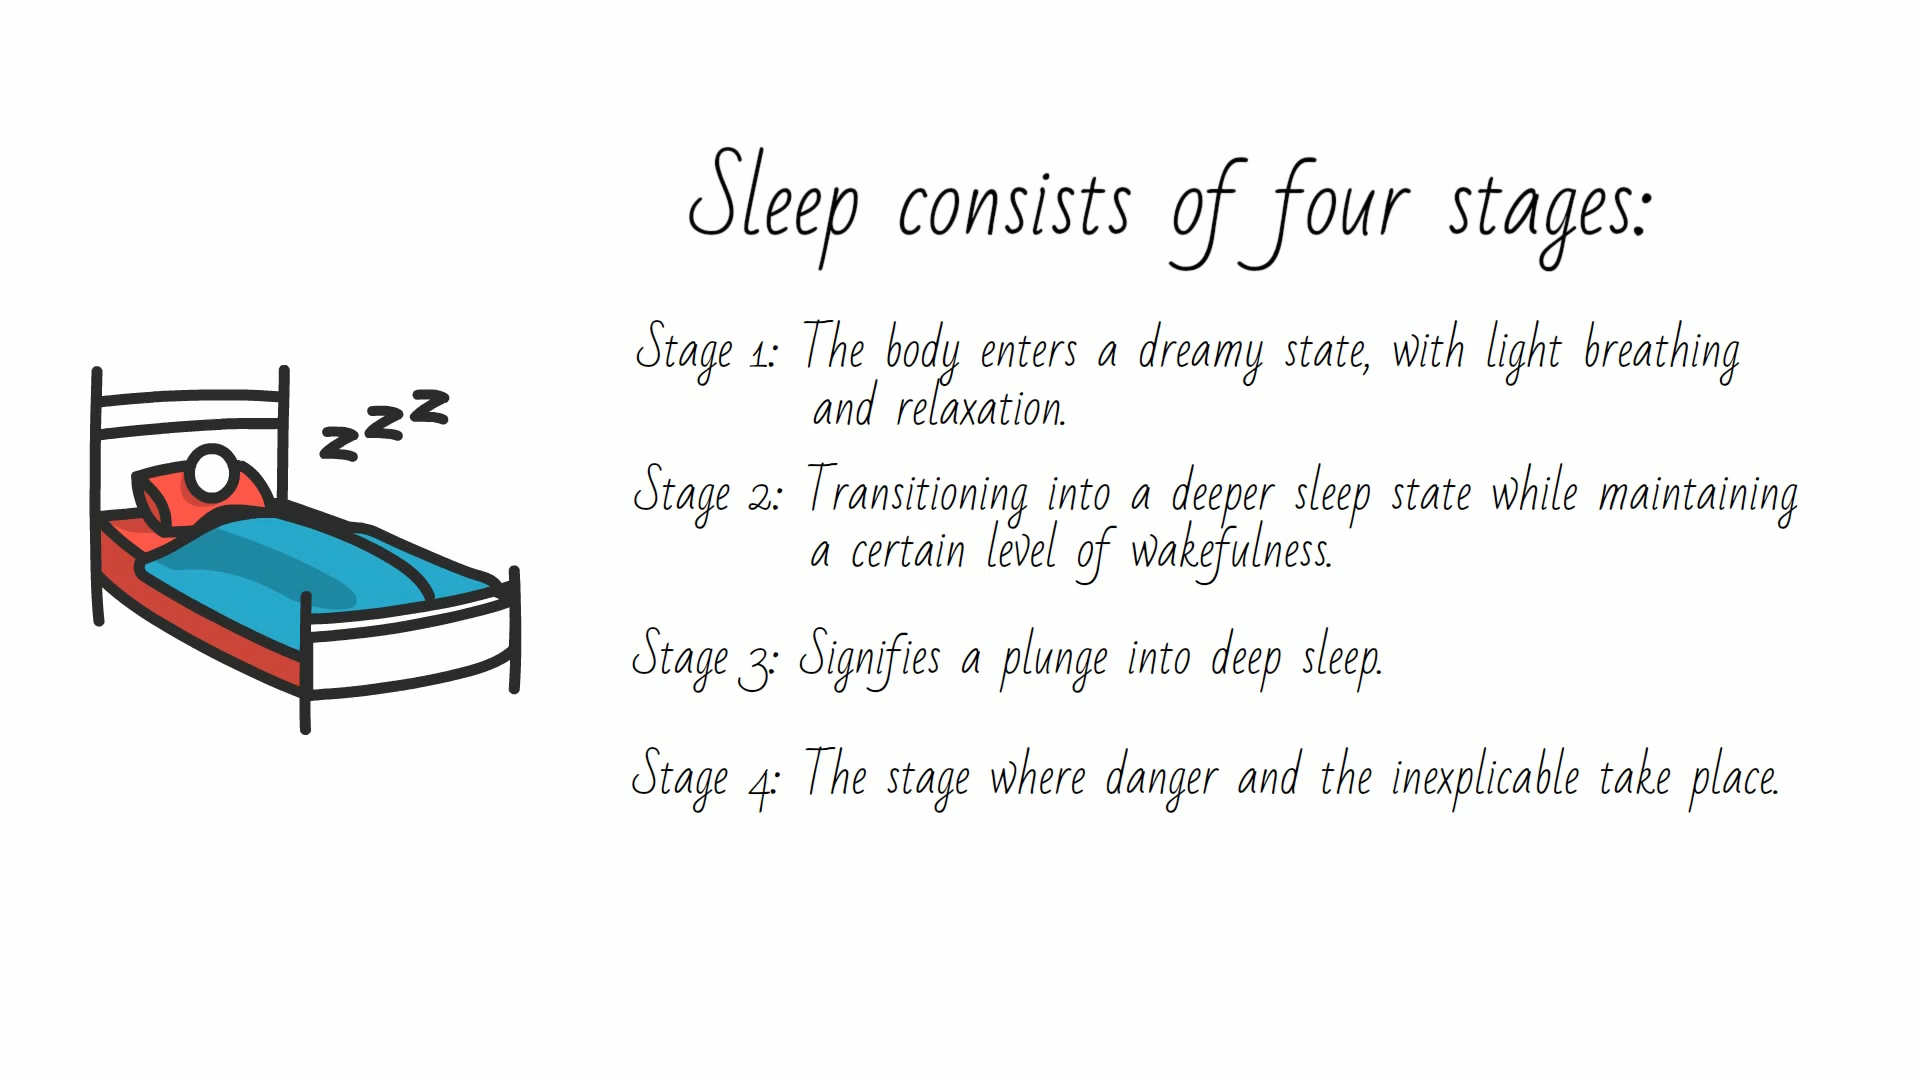 Sleep consists of four stages:
Stage 1: The body enters a dreamy state, with light breathing
and relaxation.
Stage 2: Transitioning into a deeper sleep state while maintaining
a certain level of wakefulness.
Stage 3: Signifies a plunge into deep sleep.
Stage 4: The stage where danger and the inexplicable take place.
z z z